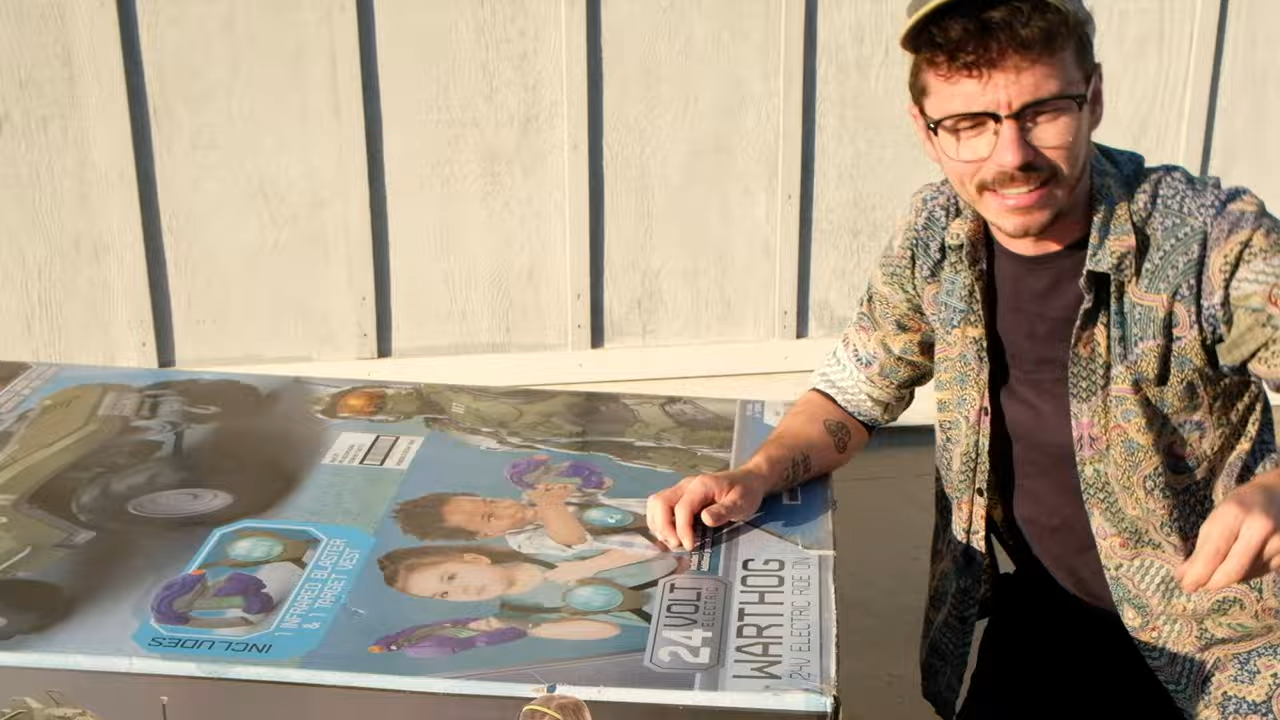 INCLUDES
1 INFRARED BLASTER
& 1 TARGET VEST
24 VOLT
ELECTRIC
WARTHOG
24V ELECTRIC RIDE ON